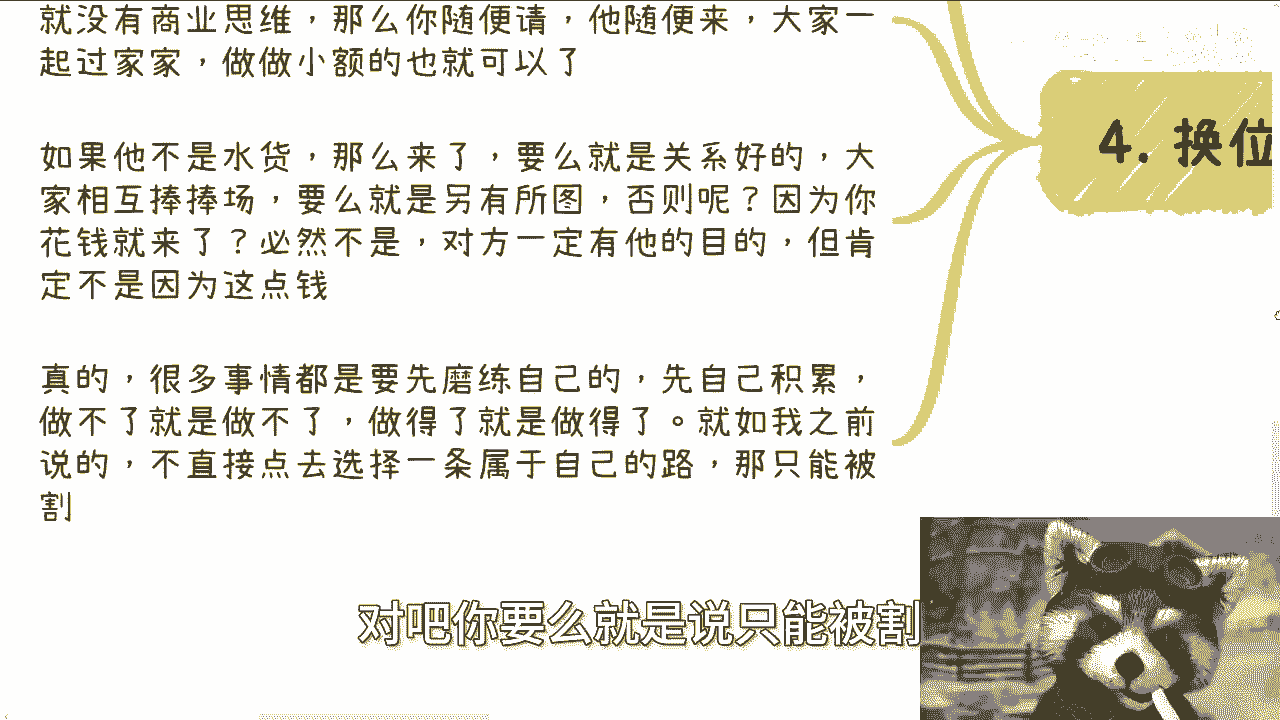 就没有商业思维，那么你随便请，他随便来，大家一
起过家家，做做小额的也就可以了
如果他不是水货，那么来了，要么就是关系好的，大
家相互捧捧场，要么就是另有所图，否则呢？因为你
花钱就来了？必然不是，对方一定有他的目的，但肯
定不是因为这点钱
真的，很多事情都是要先磨练自己的，先自己积累，
做不了就是做不了，做得了就是做得了。就如我之前
说的，不直接点去选择一条属于自己的路，那只能被
割
4. 换位
对吧你要么就是说只能被割